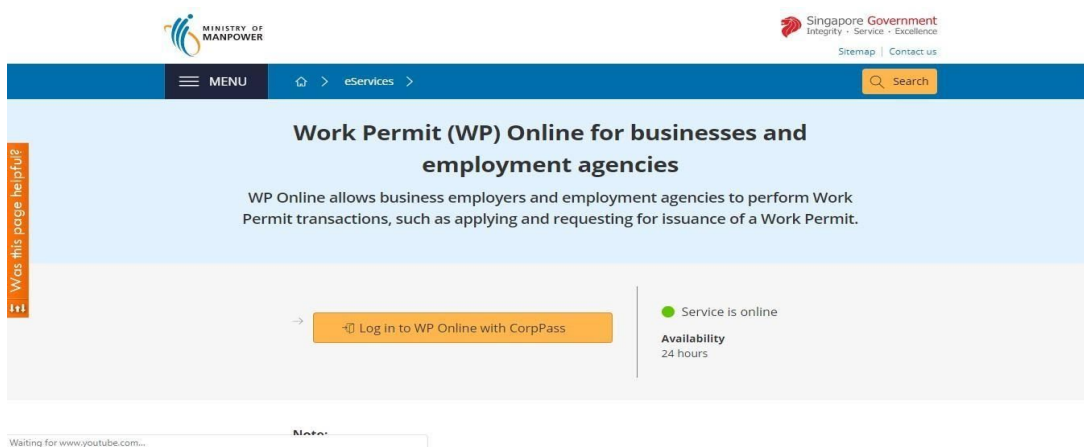 MINISTRY OF
MANPOWER
Singapore Government
Integrity · Service · Excellence
Sitemap | Contact us
MENU
eServices
Search
Work Permit (WP) Online for businesses and
employment agencies
WP Online allows business employers and employment agencies to perform Work
Permit transactions, such as applying and requesting for issuance of a Work Permit.
Was this page helpful?
Log in to WP Online with CorpPass
Service is online
Availability
24 hours
Note:
Waiting for www.youtube.com...